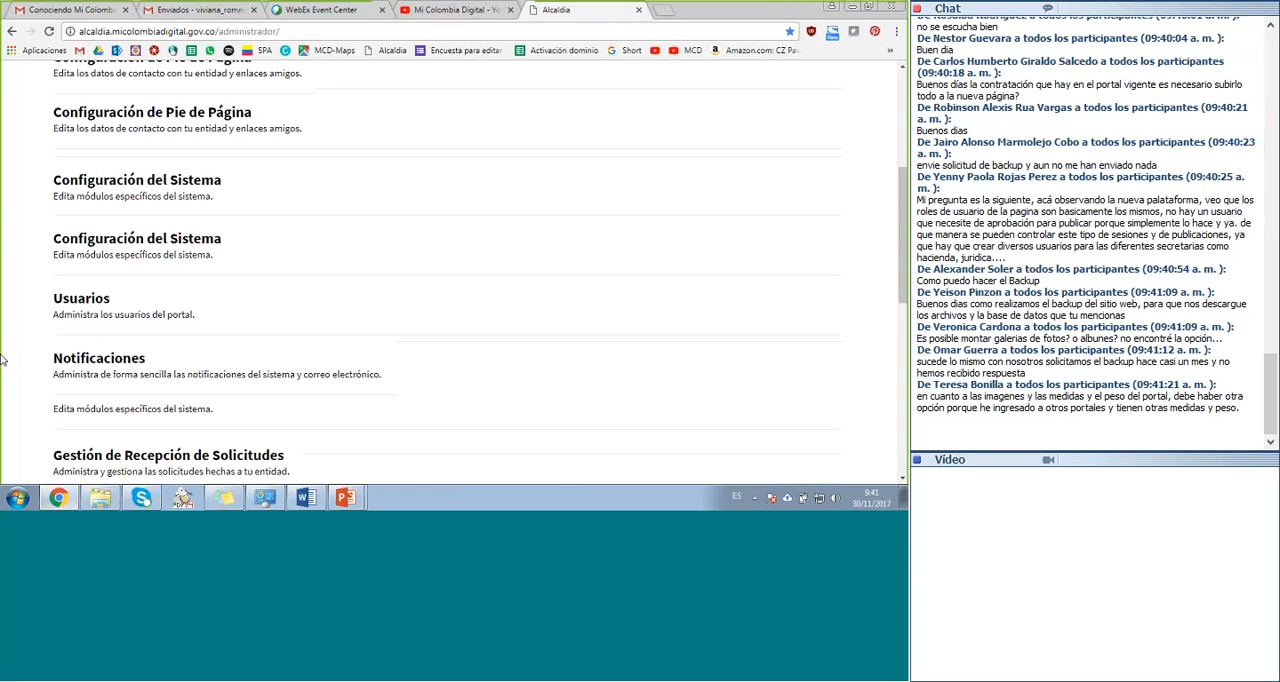 Conociendo Mi Colomb
Enviados - viviana_rome
WebEx Event Center
Mi Colombia Digital - Yo
Alcaldia
alcaldia.micolombiadigital.gov.co/administrador/
Aplicaciones
SPA
MCD-Maps
Alcaldia
Encuesta para editar
Activación dominio
Short
MCD
Amazon.com: CZ Pa
»
Configuración de Pie de Página
Edita los datos de contacto con tu entidad y enlaces amigos.
Configuración de Pie de Página
Edita los datos de contacto con tu entidad y enlaces amigos.
Configuración del Sistema
Edita módulos específicos del sistema.
Configuración del Sistema
Edita módulos específicos del sistema.
Usuarios
Administra los usuarios del portal.
Notificaciones
Administra de forma sencilla las notificaciones del sistema y correo electrónico.
Edita módulos específicos del sistema.
Gestión de Recepción de Solicitudes
Administra y gestiona las solicitudes hechas a tu entidad.
ES
9:41
30/11/2017
Chat
no se escucha bien
De Nestor Guevara a todos los participantes (09:40:04 a. m. ):
Buen dia
De Carlos Humberto Giraldo Salcedo a todos los participantes
(09:40:18 a. m. ):
Buenos días la contratación que hay en el portal vigente es necesario subirlo
todo a la nueva página?
De Robinson Alexis Rua Vargas a todos los participantes (09:40:21
a. m. ):
Buenos dias
De Jairo Alonso Marmolejo Cobo a todos los participantes (09:40:23
a. m. ):
envie solicitud de backup y aun no me han enviado nada
De Yenny Paola Rojas Perez a todos los participantes (09:40:25 a.
m. ):
Mi pregunta es la siguiente, acá observando la nueva palataforma, veo que los
roles de usuario de la pagina son basicamente los mismos, no hay un usuario
que necesite de aprobación para publicar porque simplemente lo hace y ya. de
que manera se pueden controlar este tipo de sesiones y de publicaciones, ya
que hay que crear diversos usuarios para las diferentes secretarias como
hacienda, juridica....
De Alexander Soler a todos los participantes (09:40:54 a. m. ):
Como puedo hacer el Backup
De Yeison Pinzon a todos los participantes (09:41:09 a. m. ):
Buenos dias como realizamos el backup del sitio web, para que nos descargue
los archivos y la base de datos que tu mencionas
De Veronica Cardona a todos los participantes (09:41:09 a. m. ):
Es posible montar galerias de fotos? o albunes? no encontré la opción...
De Omar Guerra a todos los participantes (09:41:12 a. m. ):
sucede lo mismo con nosotros solicitamos el backup hace casi un mes y no
hemos recibido respuesta
De Teresa Bonilla a todos los participantes (09:41:21 a. m. ):
en cuanto a las imagenes y las medidas y el peso del portal, debe haber otra
opción porque he ingresado a otros portales y tienen otras medidas y peso.
Vídeo